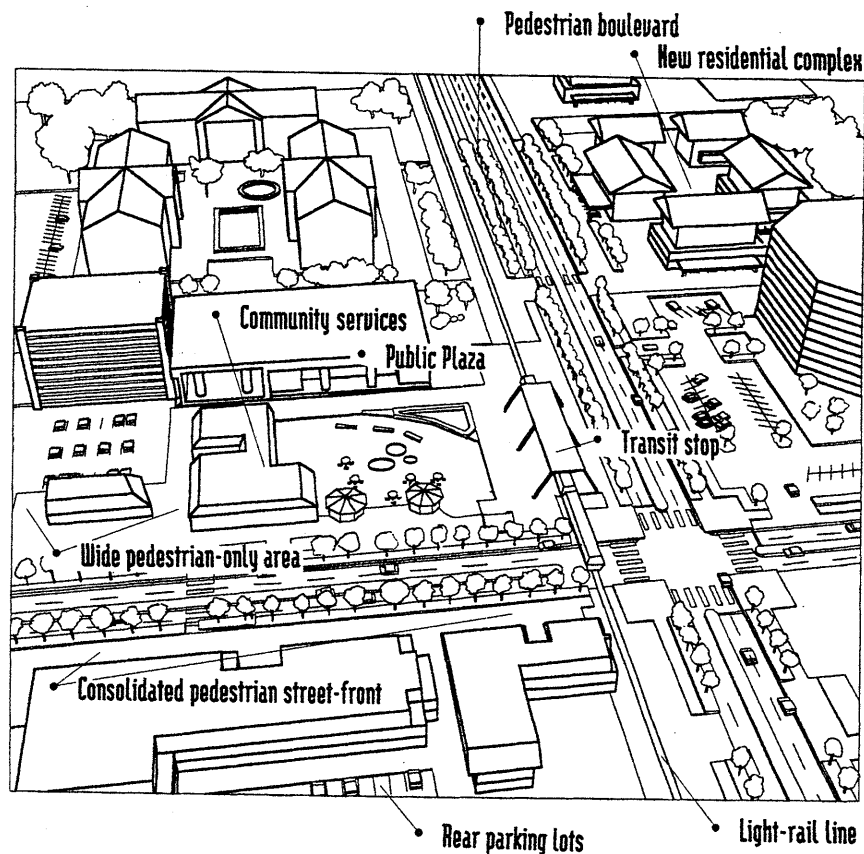 Pedestrian boulevard
New residential complex
Community services
Public Plaza
Transit stop
Wide pedestrian-only area
Consolidated pedestrian street-front
Rear parking lots
Light-rail line